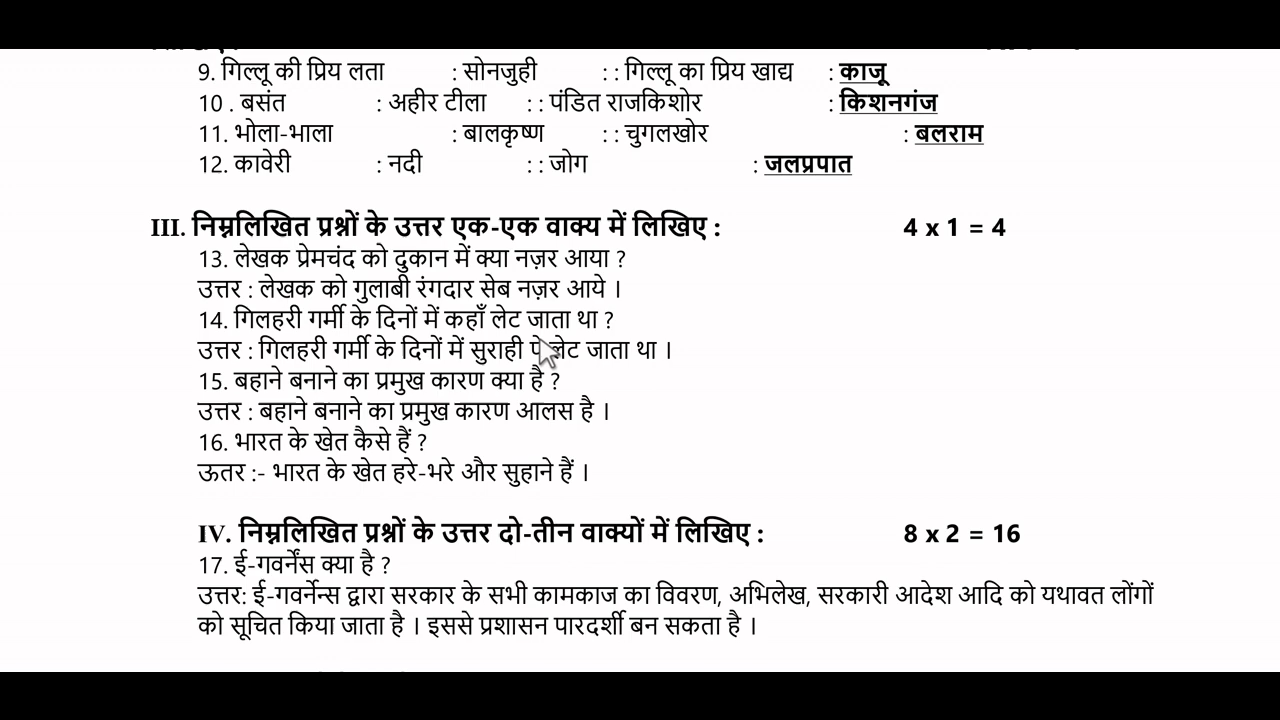 9. गिल्लू की प्रिय लता : सोनजुही : : गिल्लू का प्रिय खाद्य : काजू
10 . बसंत : अहीर टीला : : पंडित राजकिशोर : किशनगंज
11. भोला-भाला : बालकृष्ण : : चुगलखोर : बलराम
12. कावेरी : नदी : : जोग : जलप्रपात
III. निम्नलिखित प्रश्नों के उत्तर एक-एक वाक्य में लिखिए : 4 x 1 = 4
13. लेखक प्रेमचंद को दुकान में क्या नज़र आया ?
उत्तर : लेखक को गुलाबी रंगदार सेब नज़र आये ।
14. गिलहरी गर्मी के दिनों में कहाँ लेट जाता था ?
उत्तर : गिलहरी गर्मी के दिनों में सुराही पे लेट जाता था ।
15. बहाने बनाने का प्रमुख कारण क्या है ?
उत्तर : बहाने बनाने का प्रमुख कारण आलस है ।
16. भारत के खेत कैसे हैं ?
ऊतर :- भारत के खेत हरे-भरे और सुहाने हैं ।
IV. निम्नलिखित प्रश्नों के उत्तर दो-तीन वाक्यों में लिखिए : 8 x 2 = 16
17. ई-गवर्नेंस क्या है ?
उत्तर: ई-गवर्नेन्स द्वारा सरकार के सभी कामकाज का विवरण, अभिलेख, सरकारी आदेश आदि को यथावत लोंगों
को सूचित किया जाता है । इससे प्रशासन पारदर्शी बन सकता है ।